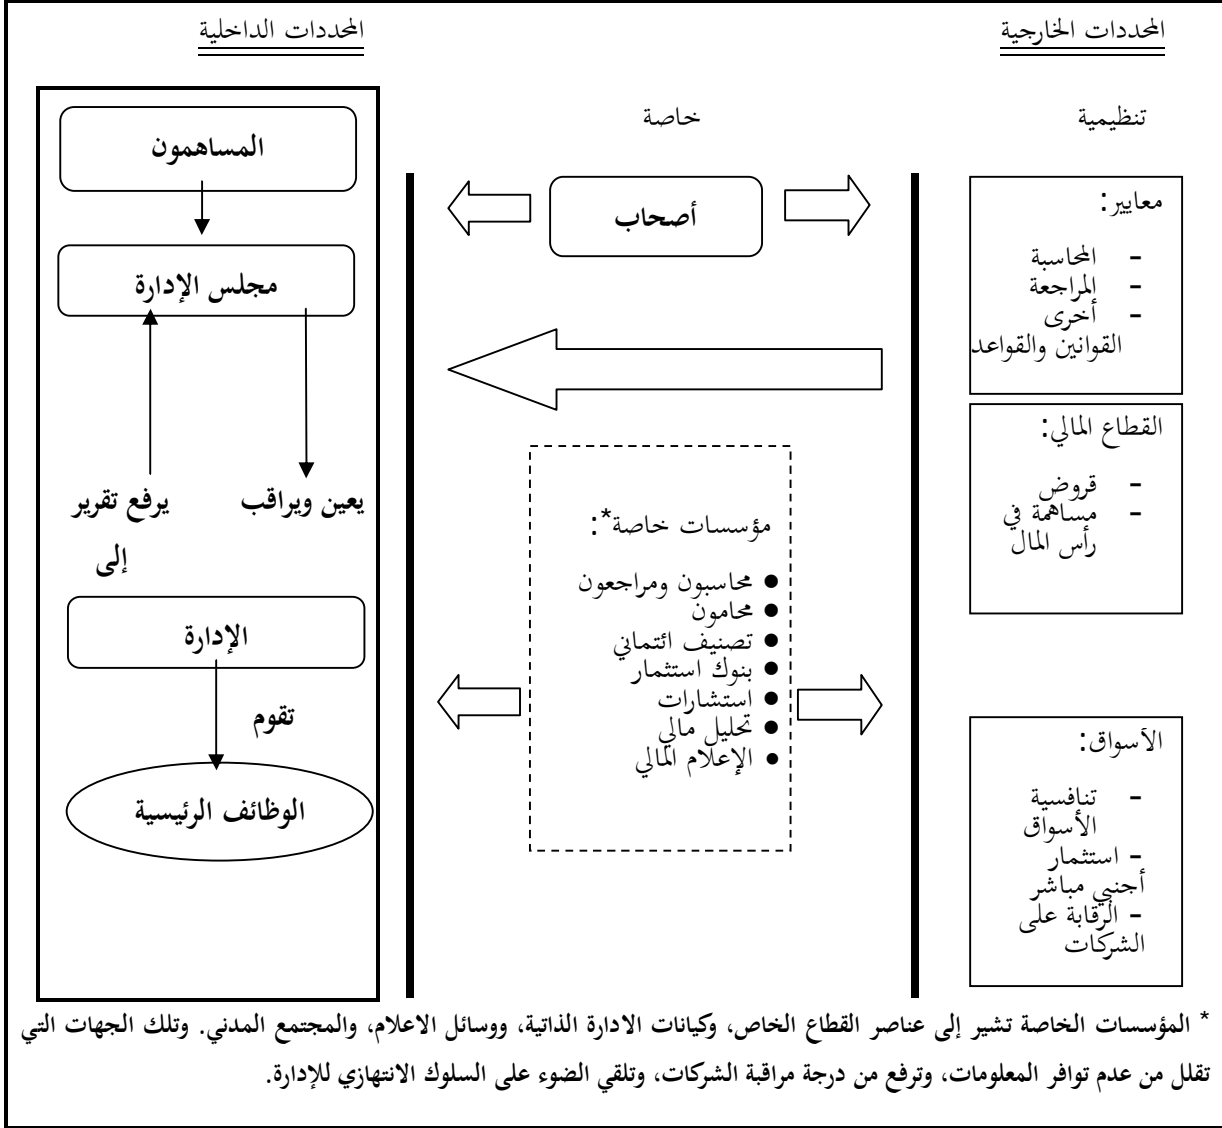 المحددات الخارجية
المحددات الداخلية
تنظيمية
خاصة
معايير:
- المحاسبة
- المراجعة
- أخرى
القوانين والقواعد
القطاع المالي:
- قروض
- مساهمة في
رأس المال
الأسواق:
- تنافسية
الأسواق
- استثمار
أجنبي مباشر
- الرقابة على
الشركات
أصحاب
مؤسسات خاصة*:
● محاسبون ومراجعون
● محامون
● تصنيف ائتماني
● بنوك استثمار
● استشارات
● تحليل مالي
● الإعلام المالي
المساهمون
مجلس الإدارة
يعين ويراقب
يرفع تقرير
إلى
الإدارة
تقوم
الوظائف الرئيسية
* المؤسسات الخاصة تشير إلى عناصر القطاع الخاص، وكيانات الادارة الذاتية، ووسائل الاعلام، والمجتمع المدني. وتلك الجهات التي
تقلل من عدم توافر المعلومات، وترفع من درجة مراقبة الشركات، وتلقي الضوء على السلوك الانتهازي للإدارة.